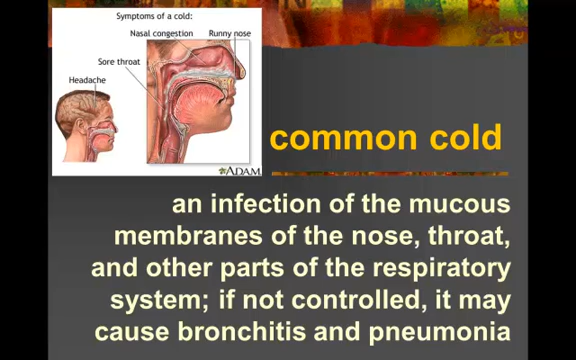 Symptoms of a cold:
Nasal congestion
Runny nose
Sore throat
Headache
ADAM
common cold
an infection of the mucous
membranes of the nose, throat,
and other parts of the respiratory
system; if not controlled, it may
cause bronchitis and pneumonia